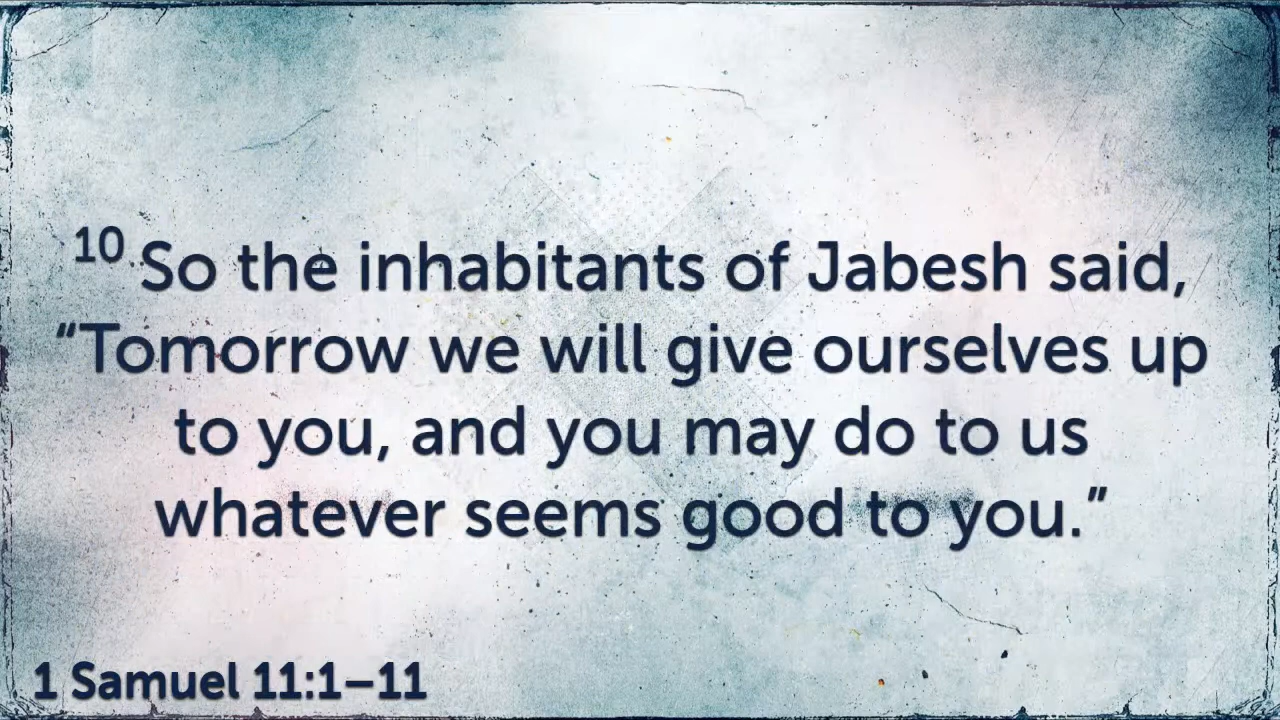 10 So the inhabitants of Jabesh said,
“Tomorrow we will give ourselves up
to you, and you may do to us
whatever seems good to you.”
1 Samuel 11:1–11